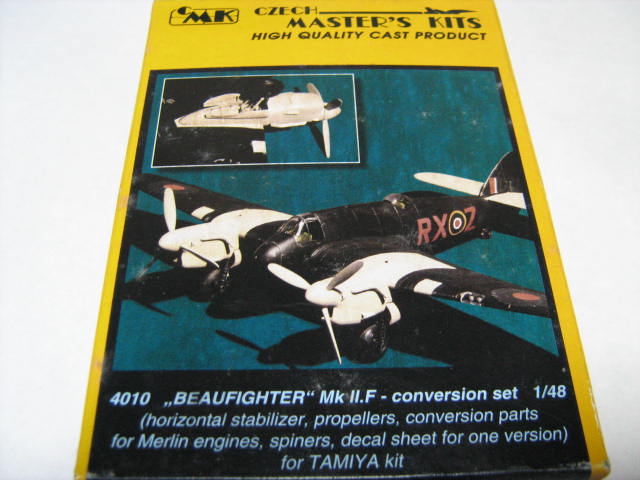 CMK
CZECH
MASTER'S KITS
HIGH QUALITY CAST PRODUCT
RX Z
4010 „BEAUFIGHTER“ Mk II.F - conversion set 1/48
(horizontal stabilizer, propellers, conversion parts
for Merlin engines, spiners, decal sheet for one version)
for TAMIYA kit